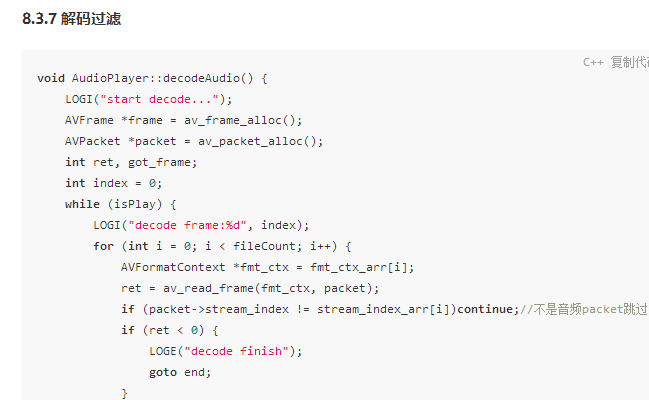 8.3.7 解码过滤
C++ 复制代码
void AudioPlayer::decodeAudio() {
    LOGI("start decode...");
    AVFrame *frame = av_frame_alloc();
    AVPacket *packet = av_packet_alloc();
    int ret, got_frame;
    int index = 0;
    while (isPlay) {
        LOGI("decode frame:%d", index);
        for (int i = 0; i < fileCount; i++) {
            AVFormatContext *fmt_ctx = fmt_ctx_arr[i];
            ret = av_read_frame(fmt_ctx, packet);
            if (packet->stream_index != stream_index_arr[i])continue;//不是音频packet跳过
            if (ret < 0) {
                LOGE("decode finish");
                goto end;
            }